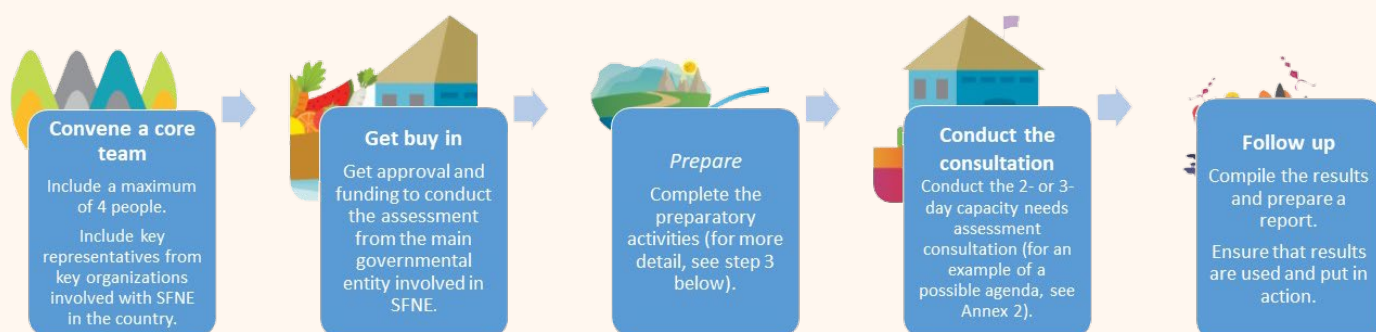 Convene a core
team
Include a maximum
of 4 people.
Include key
representatives from
key organizations
involved with SFNE
in the country.
Get buy in
Get approval and
funding to conduct
the assessment
from the main
governmental
entity involved in
SFNE.
Prepare
Complete the
preparatory
activities (for more
detail, see step 3
below).
Conduct the
consultation
Conduct the 2- or 3-
day capacity needs
assessment
consultation (for an
example of a
possible agenda, see
Annex 2).
Follow up
Compile the results
and prepare a
report.
Ensure that results
are used and put in
action.